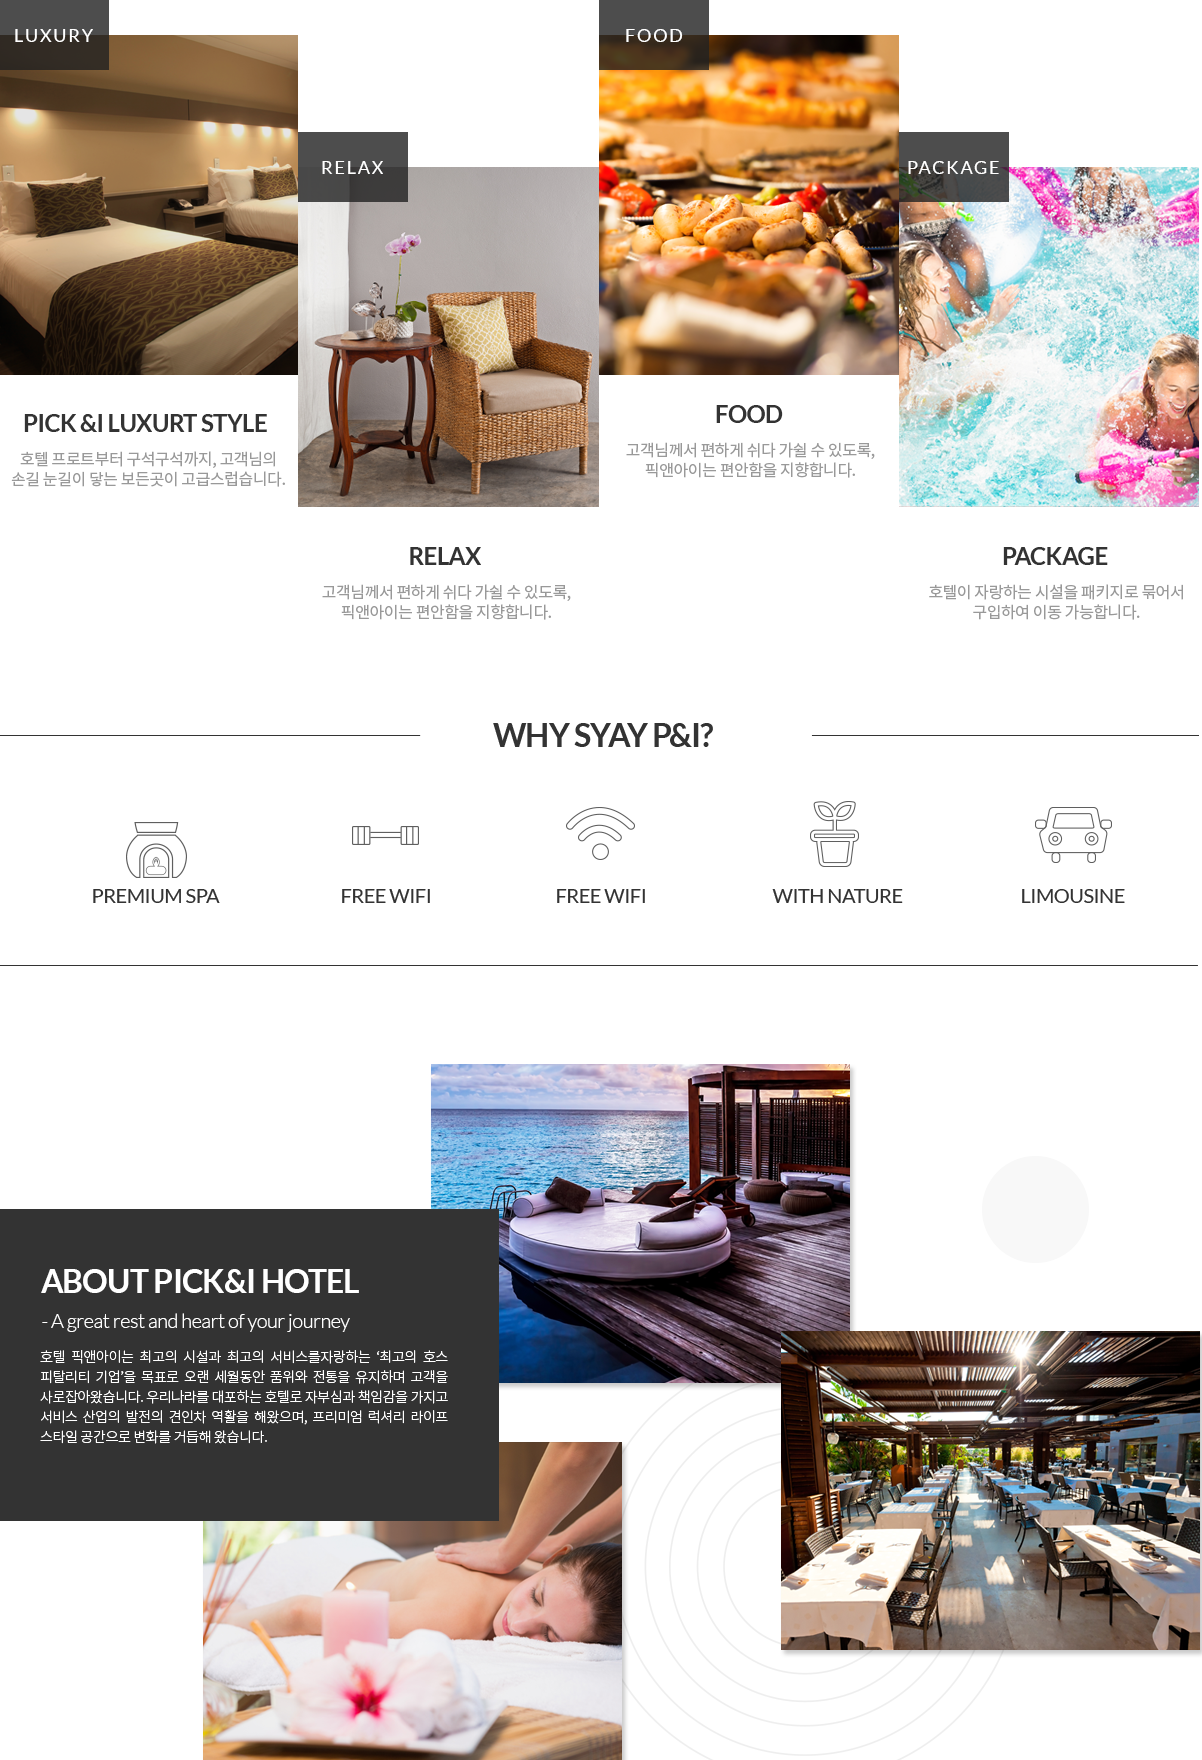 LUXURY
FOOD
RELAX
PACKAGE
PICK &I LUXURT STYLE
호텔 프로트부터 구석구석까지, 고객님의
손길 눈길이 닿는 보든곳이 고급스럽습니다.
FOOD
고객님께서 편하게 쉬다 가쉴 수 있도록,
픽앤아이는 편안함을 지향합니다.
RELAX
고객님께서 편하게 쉬다 가쉴 수 있도록,
픽앤아이는 편안함을 지향합니다.
PACKAGE
호텔이 자랑하는 시설을 패키지로 묶어서
구입하여 이동 가능합니다.
WHY SYAY P&I?
PREMIUM SPA
FREE WIFI
FREE WIFI
WITH NATURE
LIMOUSINE
ABOUT PICK&I HOTEL
- A great rest and heart of your journey
호텔 픽앤아이는 최고의 시설과 최고의 서비스를자랑하는 ‘최고의 호스
피탈리티 기업’을 목표로 오랜 세월동안 품위와 전통을 유지하며 고객을
사로잡아왔습니다. 우리나라를 대포하는 호텔로 자부심과 책임감을 가지고
서비스 산업의 발전의 견인차 역활을 해왔으며, 프리미엄 럭셔리 라이프
스타일 공간으로 변화를 거듭해 왔습니다.